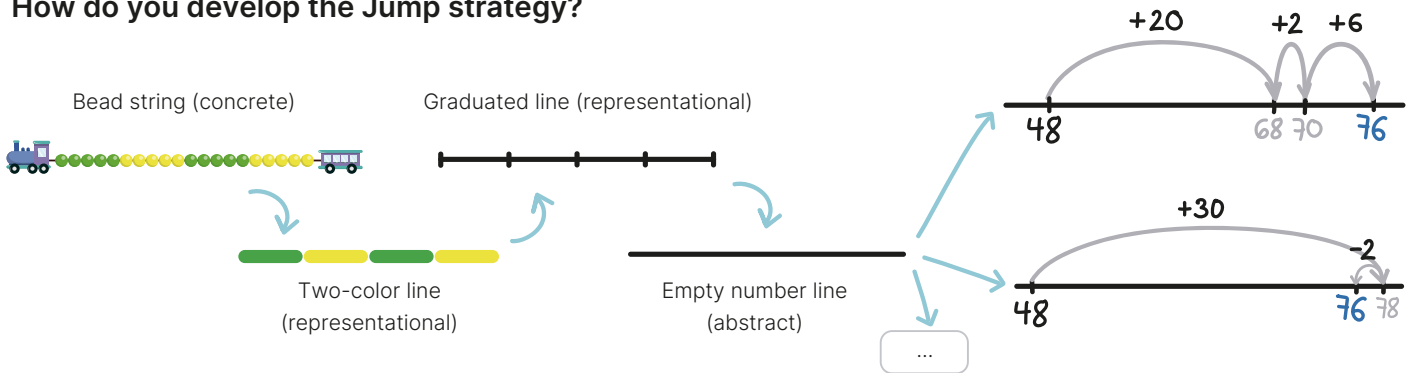 How do you develop the Jump strategy?
Bead string (concrete)
Graduated line (representational)
Two-color line
(representational)
Empty number line
(abstract)
...
+20
+2
+6
48
68
70
76
+30
-2
48
76
78